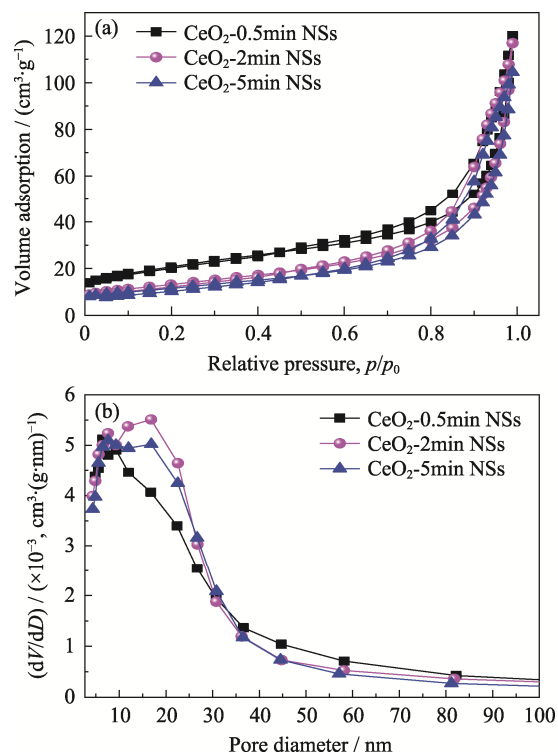 (a)
CeO₂-0.5min NSs
CeO₂-2min NSs
CeO₂-5min NSs
Volume adsorption / (cm³·g⁻¹)
120
100
80
60
40
20
0
0.0 0.2 0.4 0.6 0.8 1.0
Relative pressure, p/p₀
(b)
CeO₂-0.5min NSs
CeO₂-2min NSs
CeO₂-5min NSs
(dV/dD) / (×10⁻³, cm³·(g·nm)⁻¹)
6
5
4
3
2
1
0
10 20 30 40 50 60 70 80 90 100
Pore diameter / nm